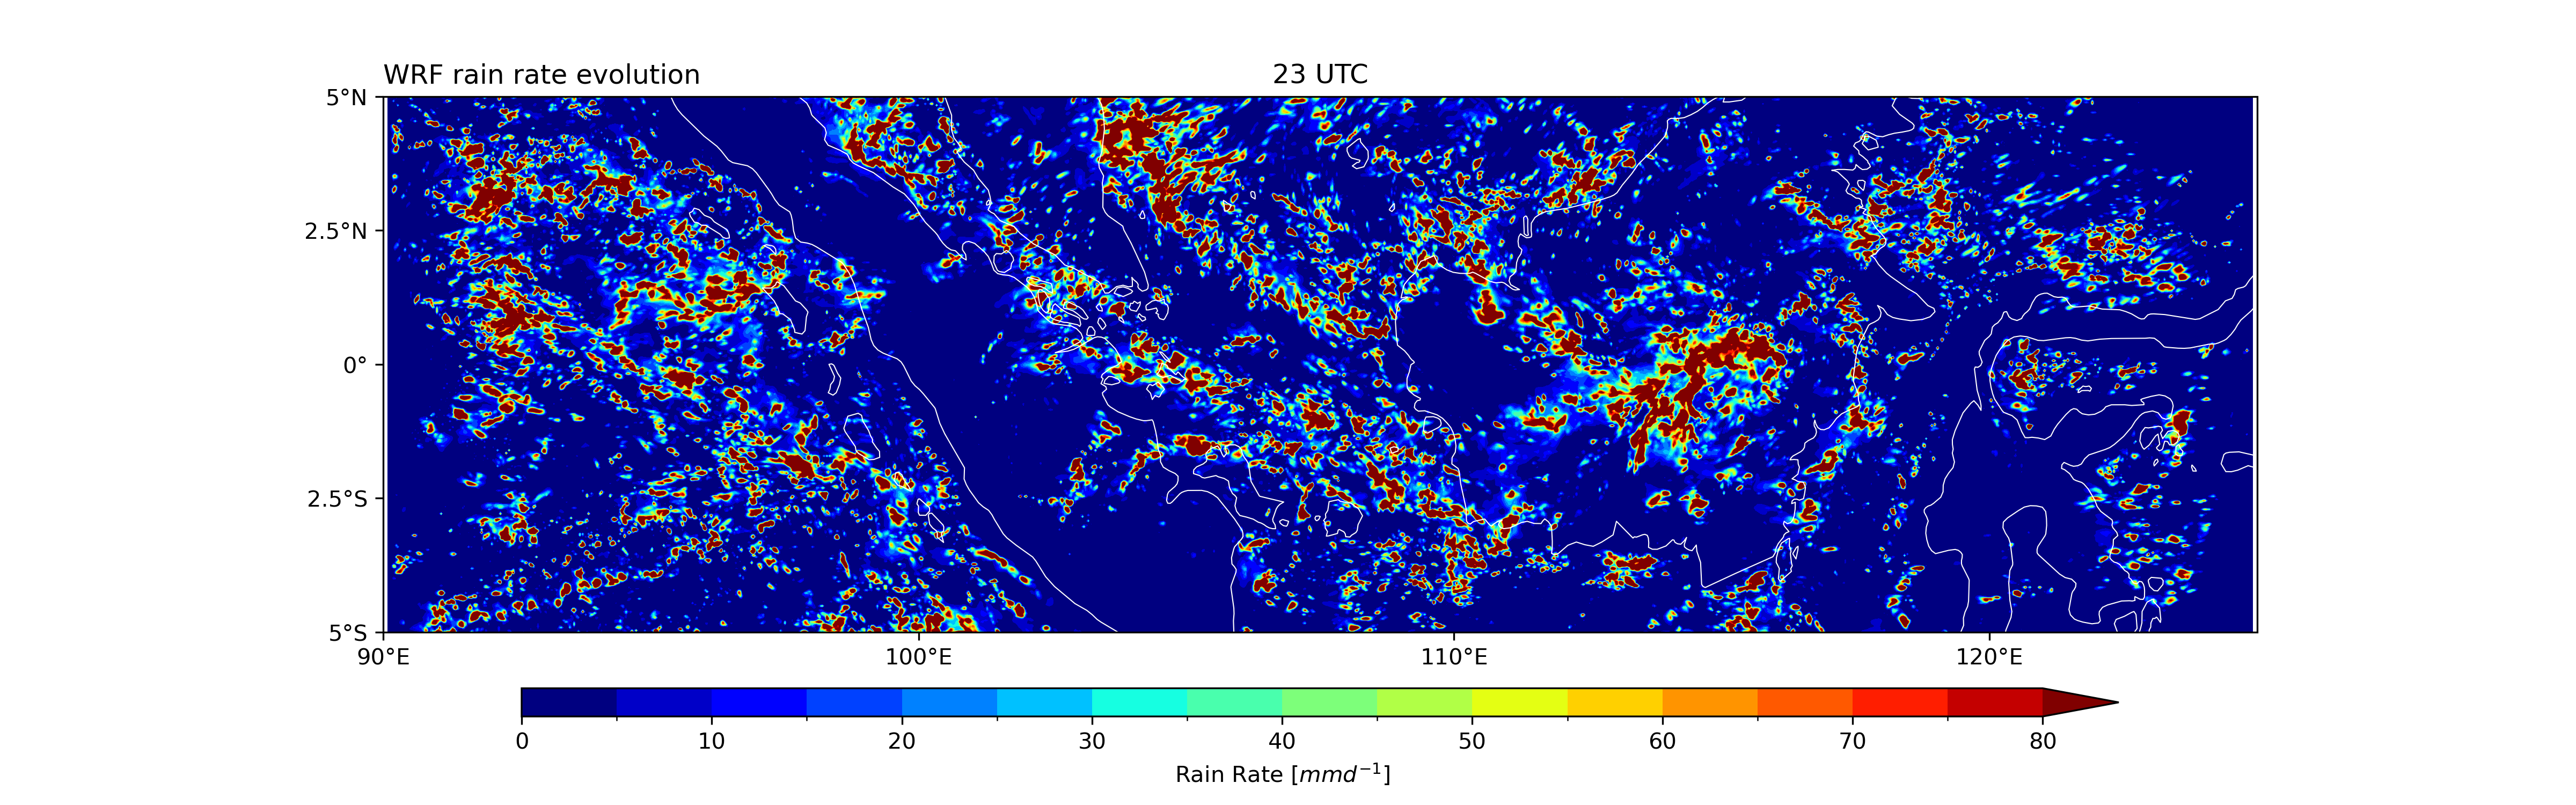 WRF rain rate evolution
23 UTC
5°N
2.5°N
0°
2.5°S
5°S
90°E 100°E 110°E 120°E
0 10 20 30 40 50 60 70 80
Rain Rate [mmd⁻¹]